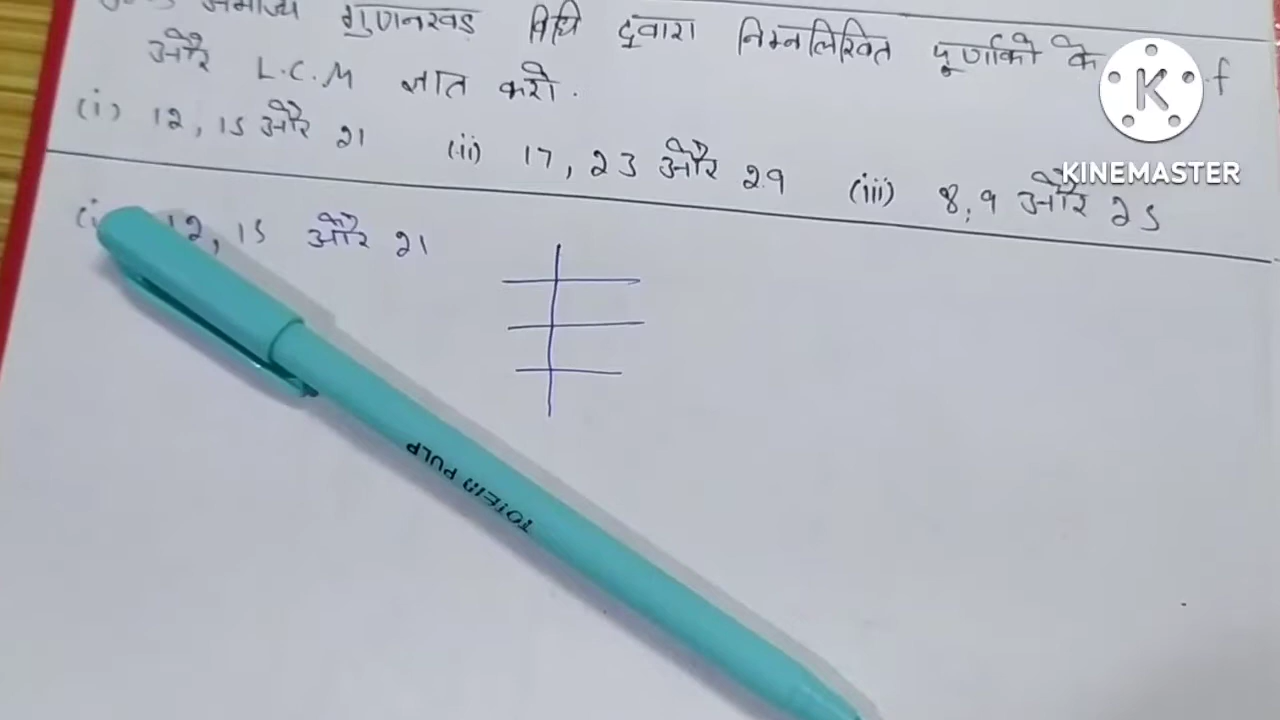 अभाज्य गुणनखंड विधि दुवारा निम्नलिखित पूर्णांको के .f
और L.C.M ज्ञात करो.
(i) 12, 15 और 21 (ii) 17, 23 और 29 (iii) 8, 9 और 25
(i 12, 15 और 21
K
KINEMASTER
TOIEIN PULP